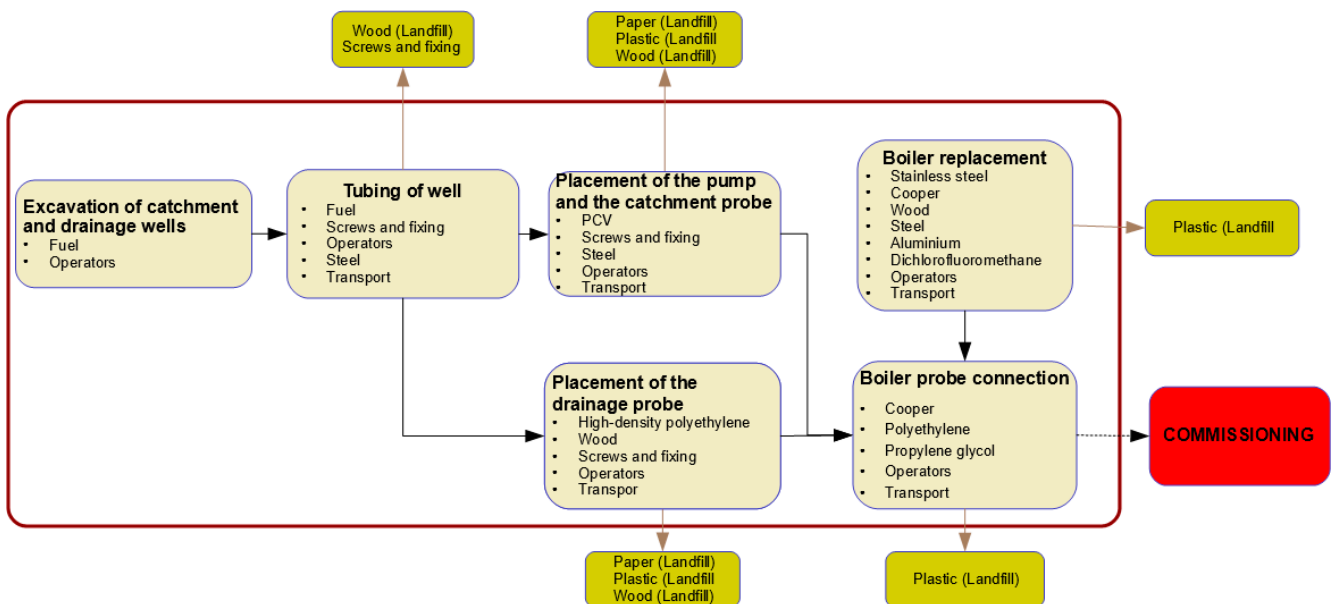 Wood (Landfill)
Screws and fixing
Paper (Landfill)
Plastic (Landfill
Wood (Landfill)
Excavation of catchment
and drainage wells
• Fuel
• Operators
Tubing of well
• Fuel
• Screws and fixing
• Operators
• Steel
• Transport
Placement of the pump
and the catchment probe
• PCV
• Screws and fixing
• Steel
• Operators
• Transport
Boiler replacement
• Stainless steel
• Cooper
• Wood
• Steel
• Aluminium
• Dichlorofluoromethane
• Operators
• Transport
Plastic (Landfill
Placement of the
drainage probe
• High-density polyethylene
• Wood
• Screws and fixing
• Operators
• Transpor
Boiler probe connection
• Cooper
• Polyethylene
• Propylene glycol
• Operators
• Transport
COMMISSIONING
Paper (Landfill)
Plastic (Landfill
Wood (Landfill)
Plastic (Landfill)